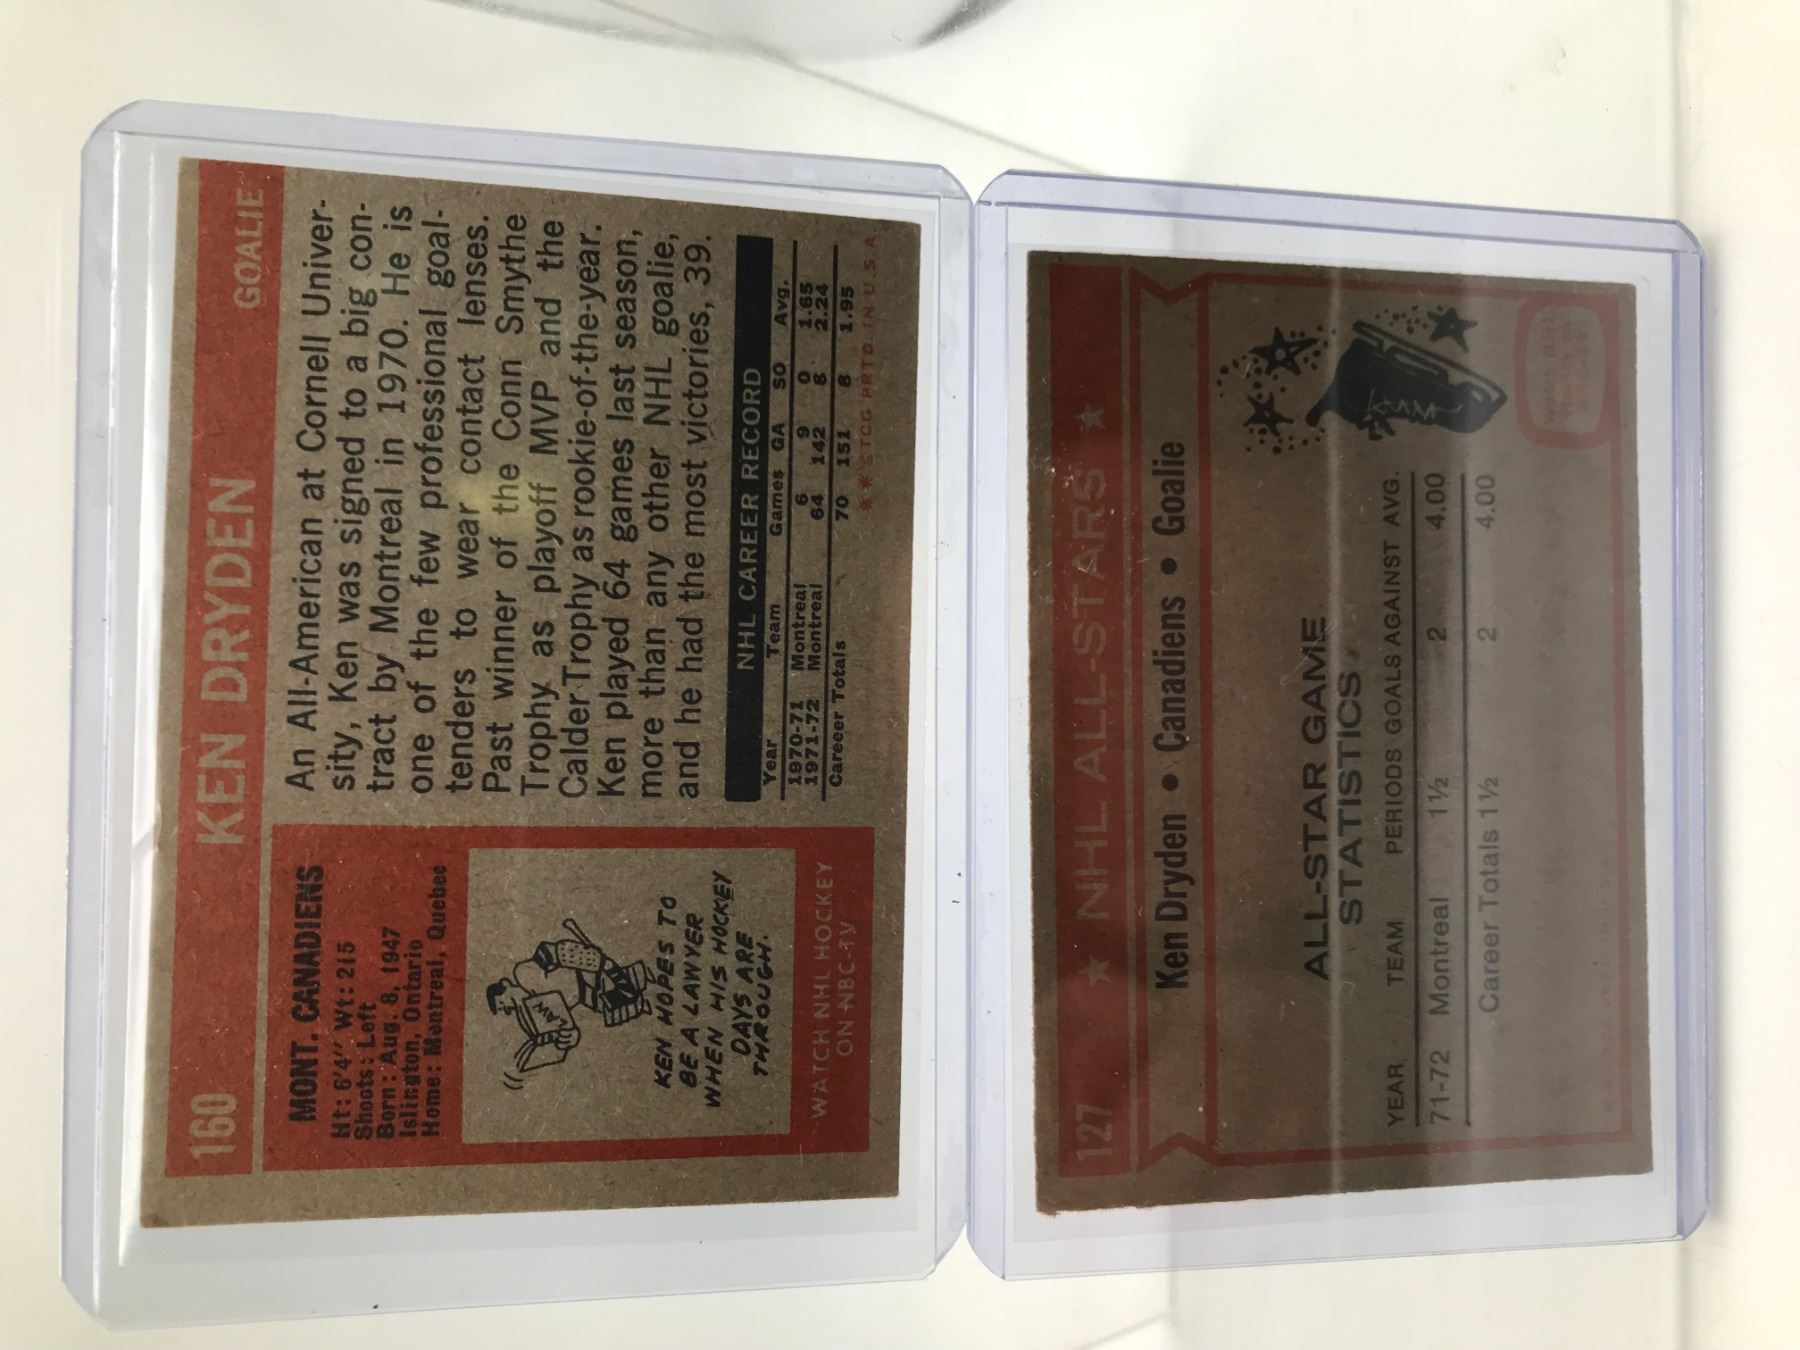 160 KEN DRYDEN GOALIE
MONT. CANADIENS
Ht: 6'4" Wt: 215
Shoots: Left
Born: Aug. 8, 1947
Islington, Ontario
Home: Montreal, Quebec
LAW
KEN HOPES TO
BE A LAWYER
WHEN HIS HOCKEY
DAYS ARE
THROUGH.
WATCH NHL HOCKEY
ON NBC-TV
An All-American at Cornell Univer-
sity, Ken was signed to a big con-
tract by Montreal in 1970. He is
one of the few professional goal-
tenders to wear contact lenses.
Past winner of the Conn Smythe
Trophy as playoff MVP and the
Calder Trophy as rookie-of-the-year.
Ken played 64 games last season,
more than any other NHL goalie,
and he had the most victories, 39.
NHL CAREER RECORD
Year Team Games GA SO Avg.
1970-71 Montreal 6 9 0 1.65
1971-72 Montreal 64 142 8 2.24
Career Totals 70 151 8 1.95
**©TCG PRTD. IN U.S.A.
127 ★ NHL ALL-STARS ★
Ken Dryden • Canadiens • Goalie
ALL-STAR GAME
STATISTICS
YEAR TEAM PERIODS GOALS AGAINST AVG.
71-72 Montreal 1½ 2 4.00
Career Totals 1½ 2 4.00